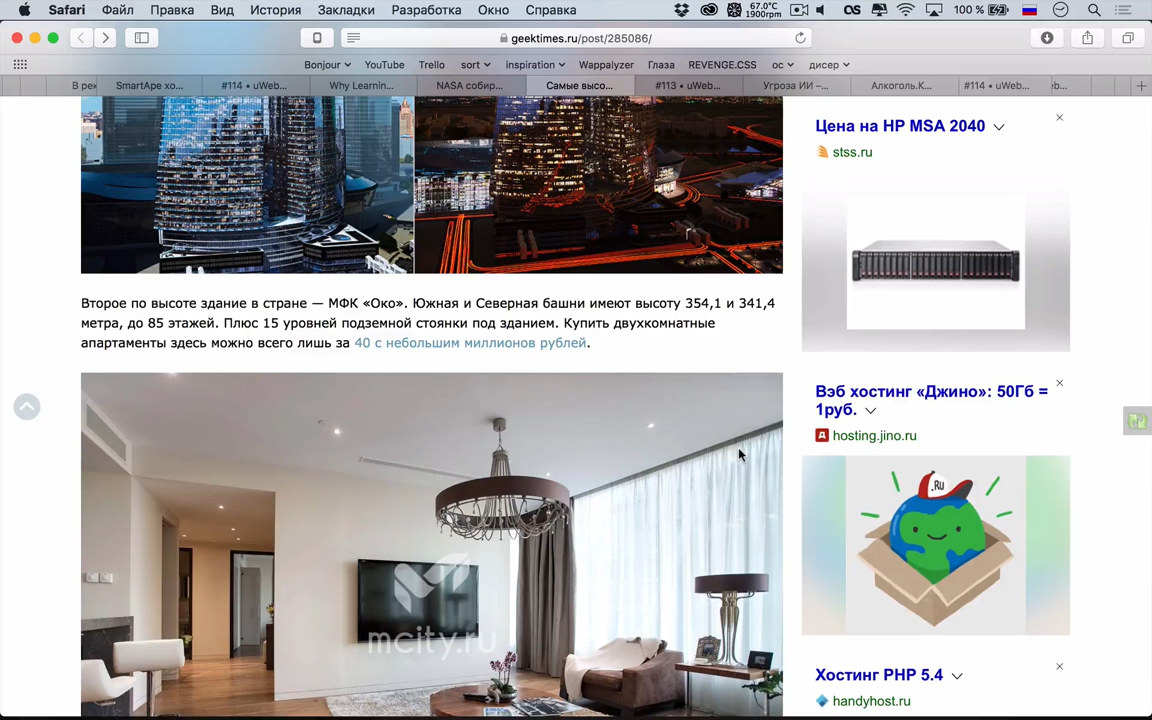 Safari Файл Правка Вид История Закладки Разработка Окно Справка 67.0°C 1900rpm 100 %
geektimes.ru/post/285086/
Bonjour YouTube Trello sort inspiration Wappalyzer Глаза REVENGE.CSS ос дисер
В рек SmartApe хо... #114 • uWeb... Why Learnin... NASA собир... Самые высо... #113 • uWeb... Угроза ИИ –... Алкоголь.К... #114 • uWeb...
Второе по высоте здание в стране — МФК «Око». Южная и Северная башни имеют высоту 354,1 и 341,4
метра, до 85 этажей. Плюс 15 уровней подземной стоянки под зданием. Купить двухкомнатные
апартаменты здесь можно всего лишь за 40 с небольшим миллионов рублей.
mcity.ru
Цена на HP MSA 2040
stss.ru
Вэб хостинг «Джино»: 50Гб =
1руб.
hosting.jino.ru
.RU
Хостинг PHP 5.4
handyhost.ru